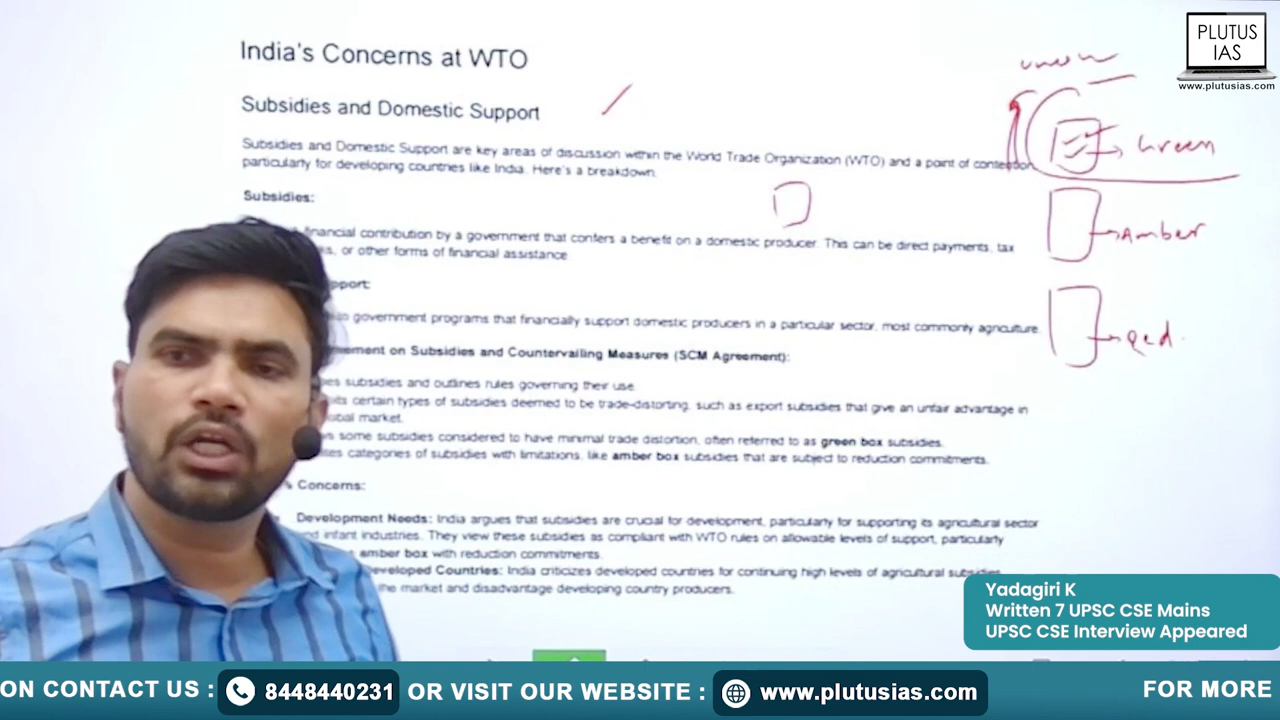 PLUTUS
IAS
www.plutusias.com
India's Concerns at WTO
Subsidies and Domestic Support
Green
Subsidies and Domestic Support are key areas of discussion within the World Trade Organization (WTO) and a point of contention
particularly for developing countries like India. Here's a breakdown.
Subsidies:
Amber
financial contribution by a government that confers a benefit on a domestic producer. This can be direct payments, tax
or other forms of financial assistance
government programs that financially support domestic producers in a particular sector, most commonly agriculture.
Red.
on Subsidies and Countervailing Measures (SCM Agreement):
subsidies and outlines rules governing their use.
certain types of subsidies deemed to be trade-distorting, such as export subsidies that give an unfair advantage in
market.
some subsidies considered to have minimal trade distortion, often referred to as green box subsidies.
categories of subsidies with limitations, like amber box subsidies that are subject to reduction commitments.
Concerns:
Development Needs: India argues that subsidies are crucial for development, particularly for supporting its agricultural sector
infant industries. They view these subsidies as compliant with WTO rules on allowable levels of support, particularly
amber box with reduction commitments.
Countries: India criticizes developed countries for continuing high levels of agricultural subsidies
the market and disadvantage developing country producers.
Yadagiri K
Written 7 UPSC CSE Mains
UPSC CSE Interview Appeared
ON CONTACT US : 8448440231 OR VISIT OUR WEBSITE : www.plutusias.com FOR MORE